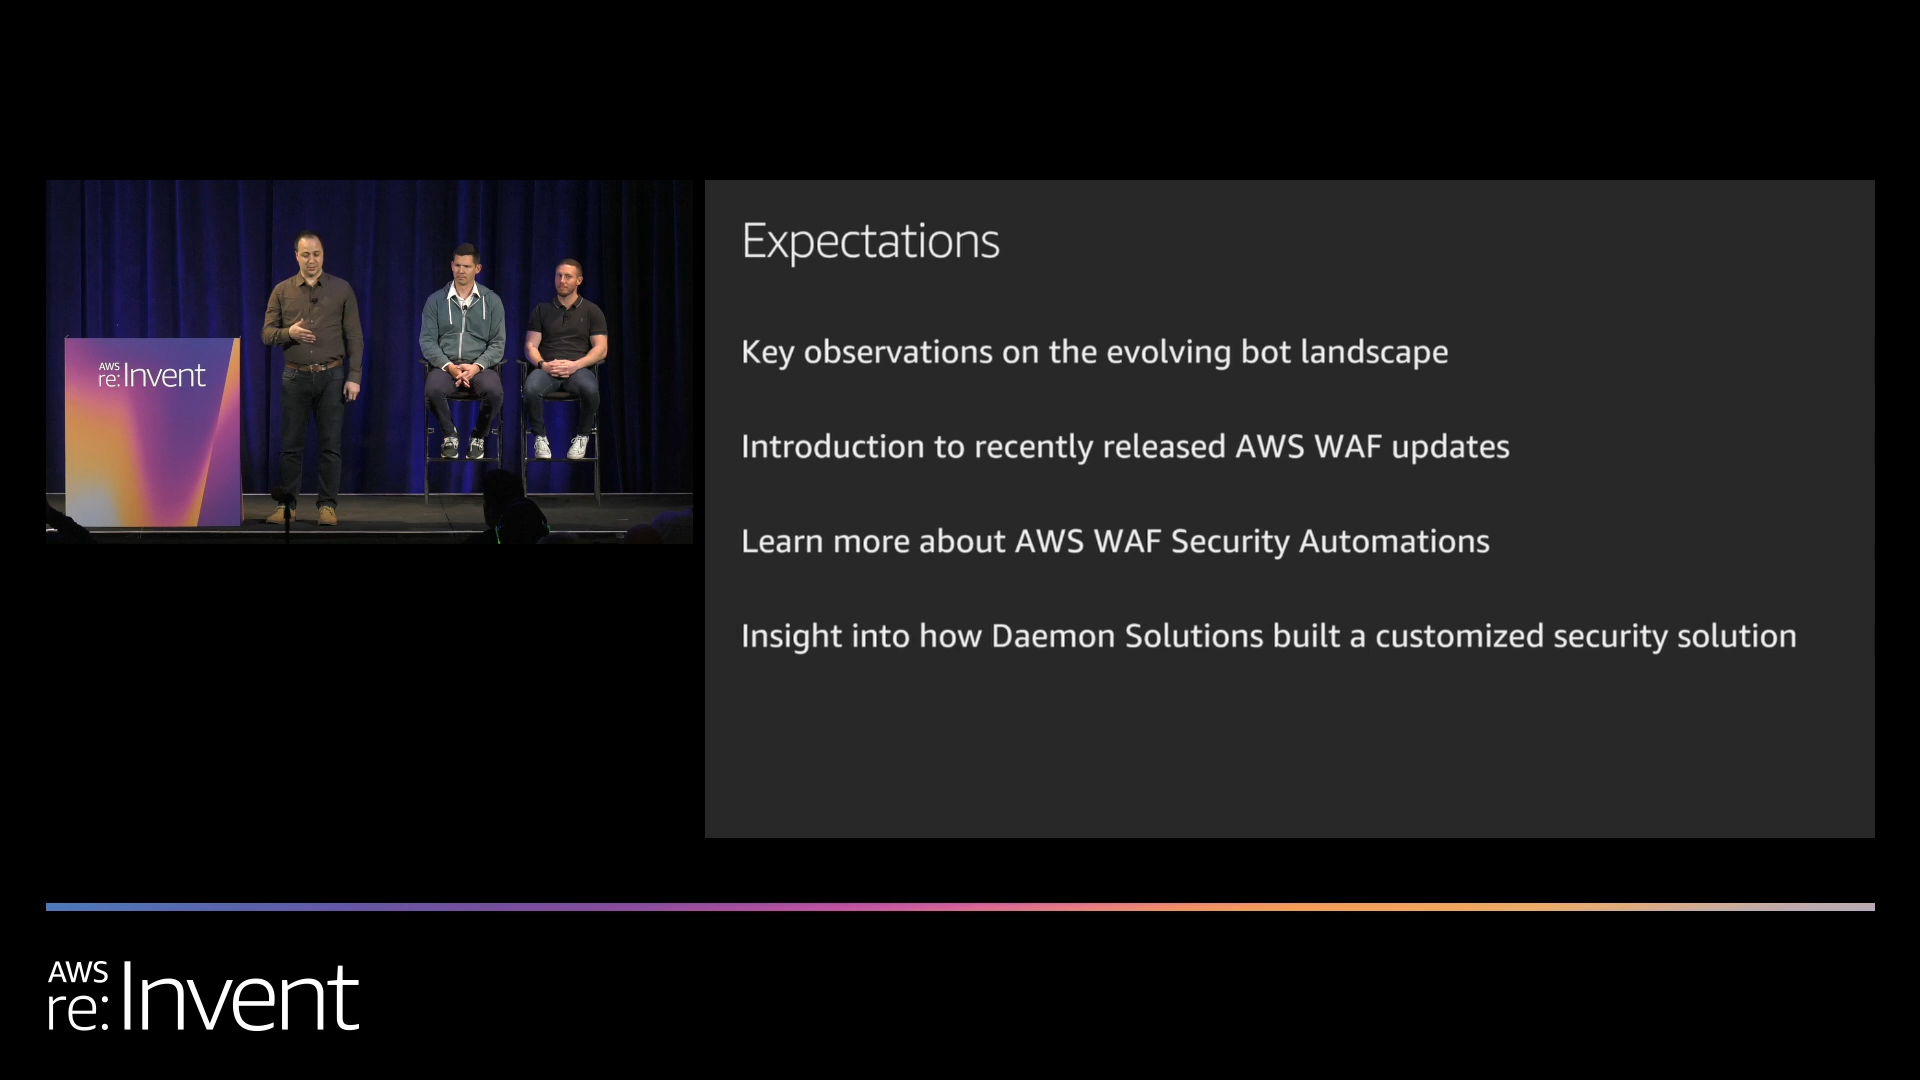 AWS
re:Invent
Expectations
Key observations on the evolving bot landscape
Introduction to recently released AWS WAF updates
Learn more about AWS WAF Security Automations
Insight into how Daemon Solutions built a customized security solution
AWS
re:Invent